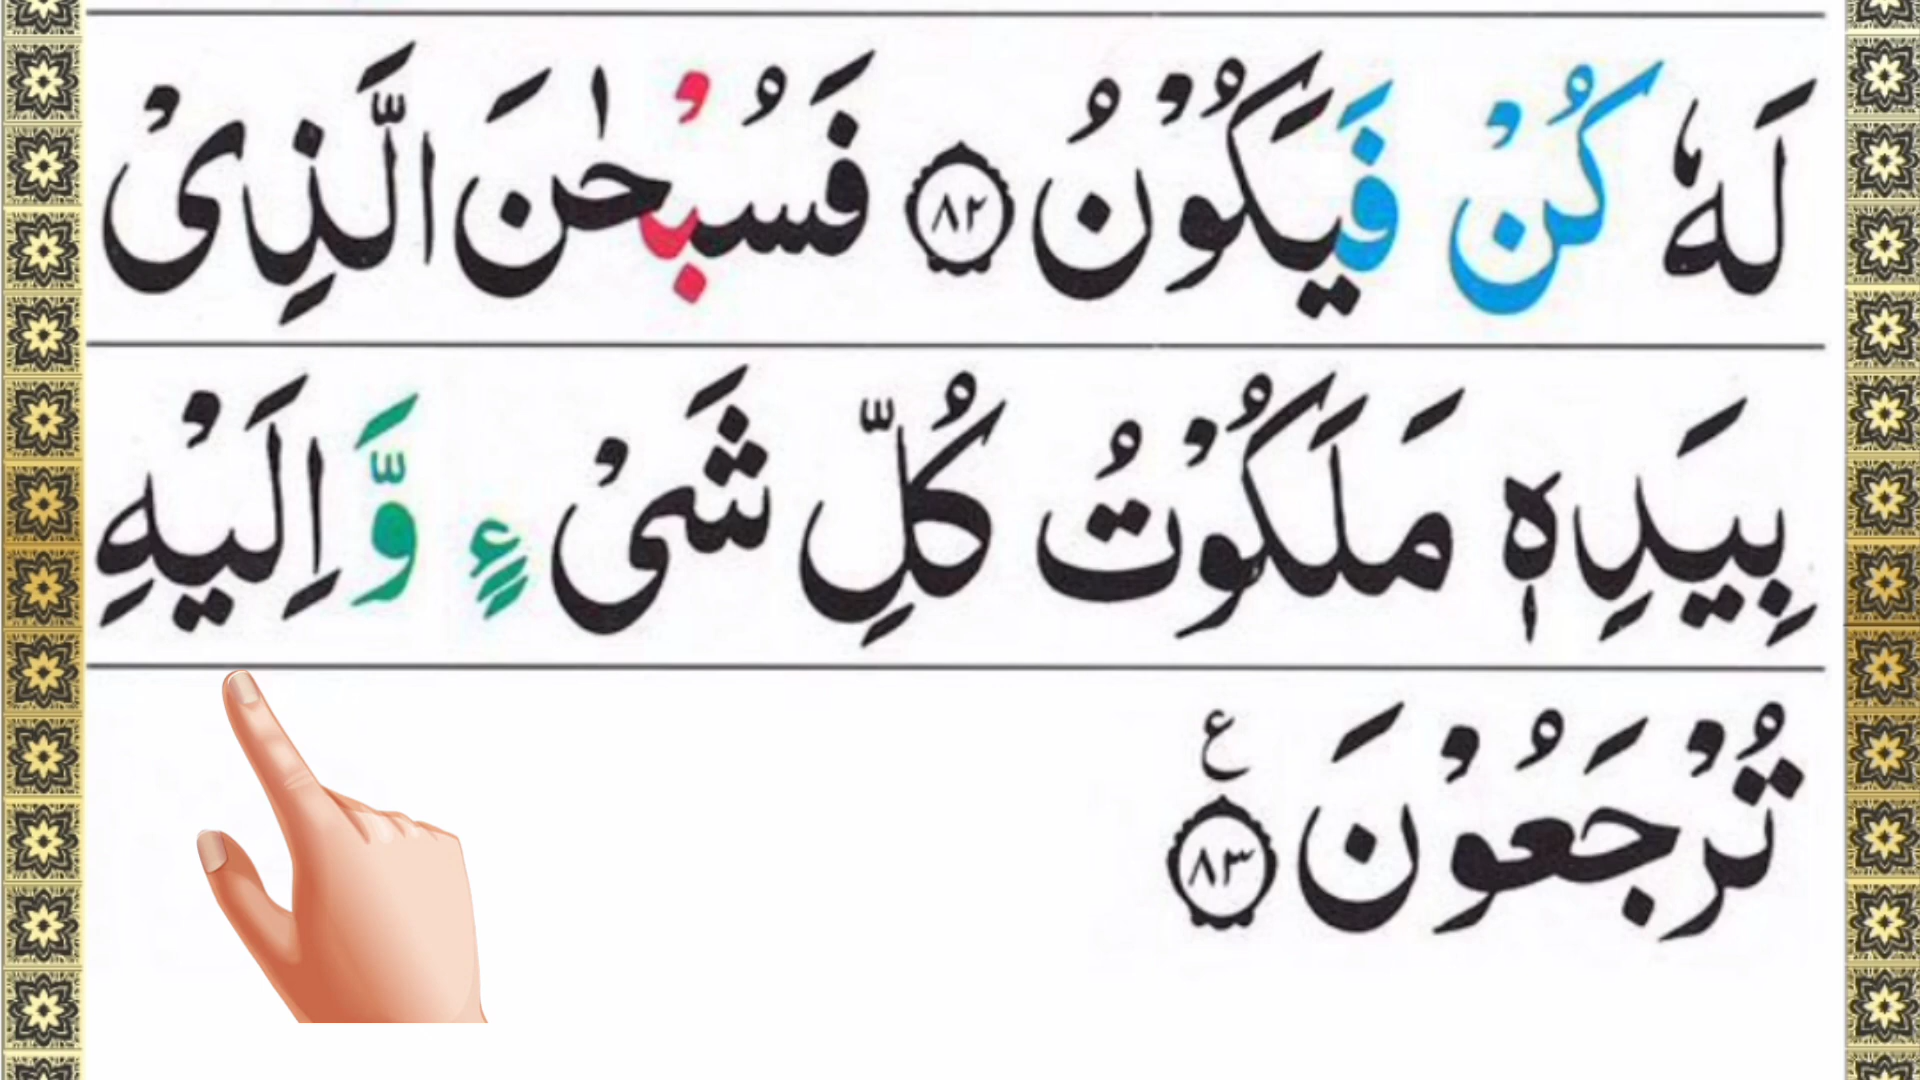 لَهٗ كُنْ فَيَكُوْنُ ۝٨٢ فَسُبْحٰنَ الَّذِیْ
بِيَدِهٖ مَلَكُوْتُ كُلِّ شَیْءٍ وَّ اِلَيْهِ
تُرْجَعُوْنَ ۝٨٣ ع